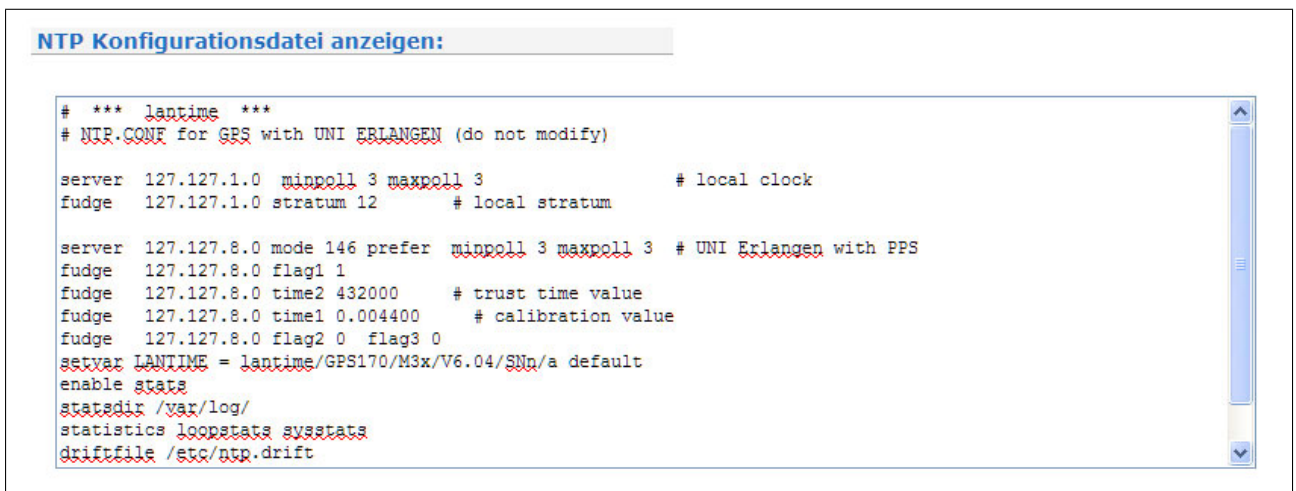 NTP Konfigurationsdatei anzeigen:
# *** lantime ***
# NTP.CONF for GPS with UNI ERLANGEN (do not modify)
server 127.127.1.0 minpoll 3 maxpoll 3 # local clock
fudge 127.127.1.0 stratum 12 # local stratum
server 127.127.8.0 mode 146 prefer minpoll 3 maxpoll 3 # UNI Erlangen with PPS
fudge 127.127.8.0 flag1 1
fudge 127.127.8.0 time2 432000 # trust time value
fudge 127.127.8.0 time1 0.004400 # calibration value
fudge 127.127.8.0 flag2 0 flag3 0
setvar LANTIME = lantime/GPS170/M3x/V6.04/SNn/a default
enable stats
statsdir /var/log/
statistics loopstats sysstats
driftfile /etc/ntp.drift